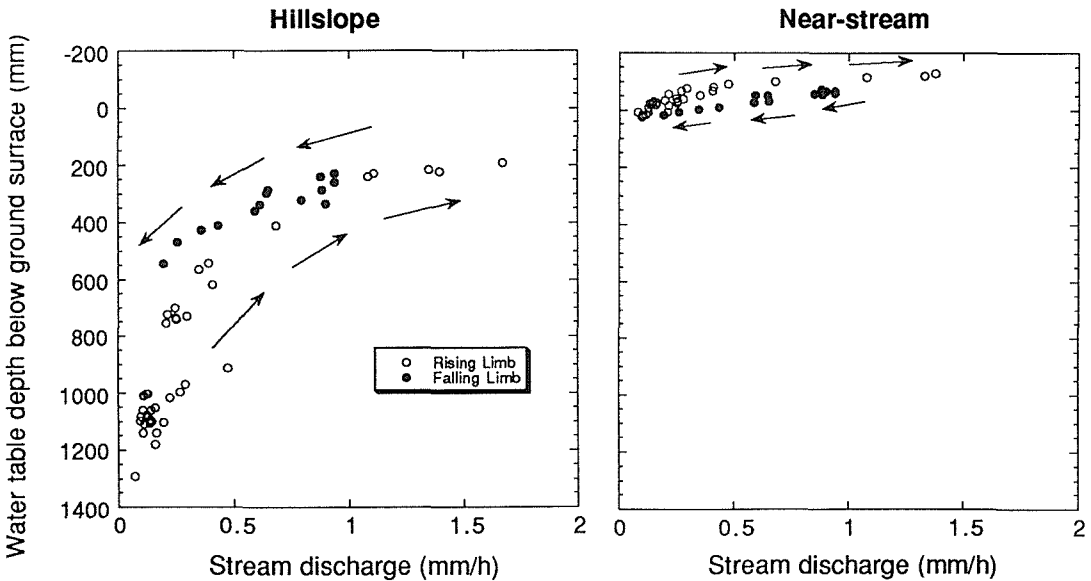 Hillslope
Near-stream
Water table depth below ground surrace (mm)
-200
0
200
400
600
800
1000
1200
1400
Rising Limb
Falling Limb
0
0.5
1
1.5
2
0
0.5
1
1.5
2
Stream discharge (mm/h)
Stream discharge (mm/h)